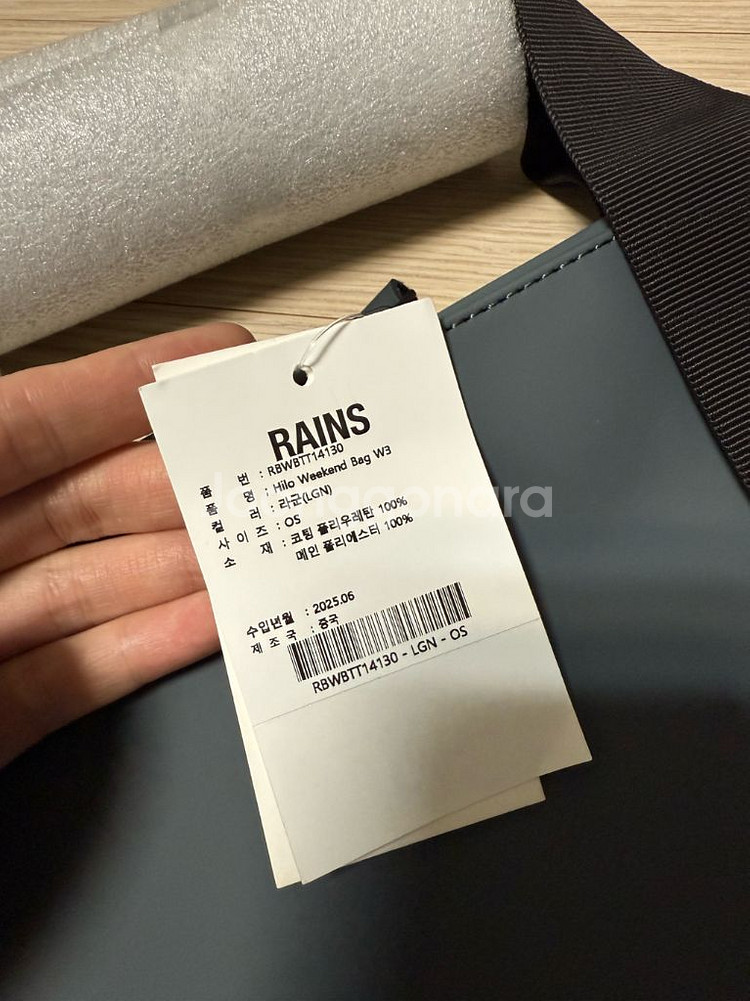 RAINS
품 번 : RBWBTT14130
품 명 : Hilo Weekend Bag W3
컬 러 : 라군(LGN)
사 이 즈 : OS
소 재 : 코팅 폴리우레탄 100%
메인 폴리에스터 100%
수입년월 : 2025.06
제 조 국 : 중국
RBWBTT14130 - LGN - OS
joonggonara